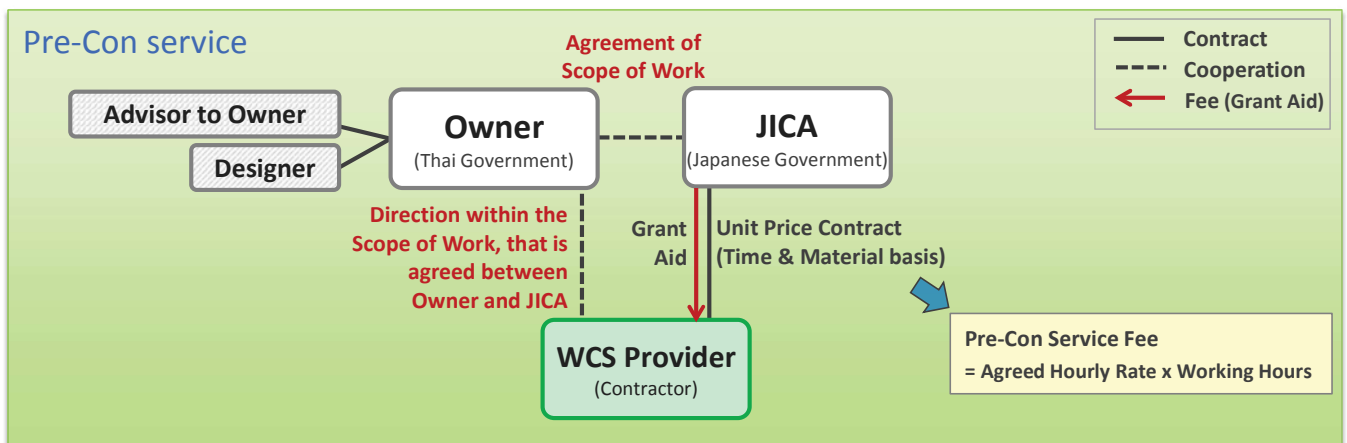 Pre-Con service
Agreement of
Scope of Work
Contract
Cooperation
Fee (Grant Aid)
Advisor to Owner
Designer
Owner
(Thai Government)
JICA
(Japanese Government)
Direction within the
Scope of Work, that is
agreed between
Owner and JICA
Grant
Aid
Unit Price Contract
(Time & Material basis)
WCS Provider
(Contractor)
Pre-Con Service Fee
= Agreed Hourly Rate x Working Hours